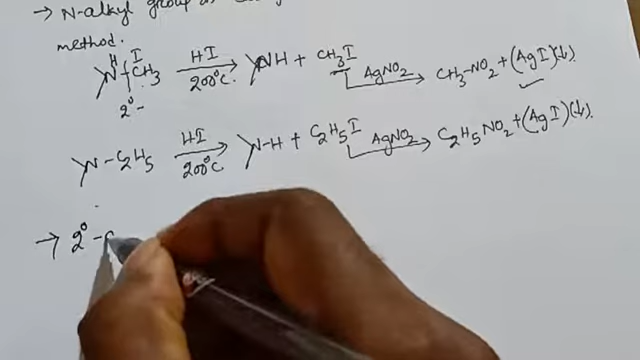 → N-alkyl group
method.
H I
N-CH3 HI 200°C. NH + CH3I AgNO2 CH3-NO2 + (AgI)(↓)
2°-
N-C2H5 HI 200°C N-H + C2H5I AgNO2 C2H5NO2 + (AgI)(↓).
→ 2°-